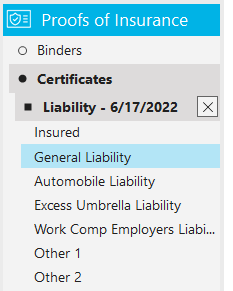 Proofs of Insurance
Binders
Certificates
Liability - 6/17/2022
Insured
General Liability
Automobile Liability
Excess Umbrella Liability
Work Comp Employers Liabi...
Other 1
Other 2